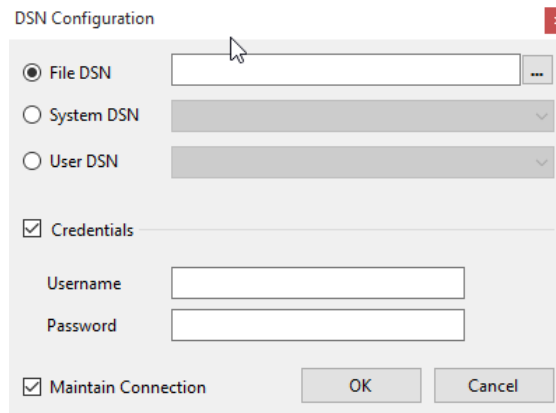 DSN Configuration
File DSN
...
System DSN
User DSN
Credentials
Username
Password
Maintain Connection OK Cancel